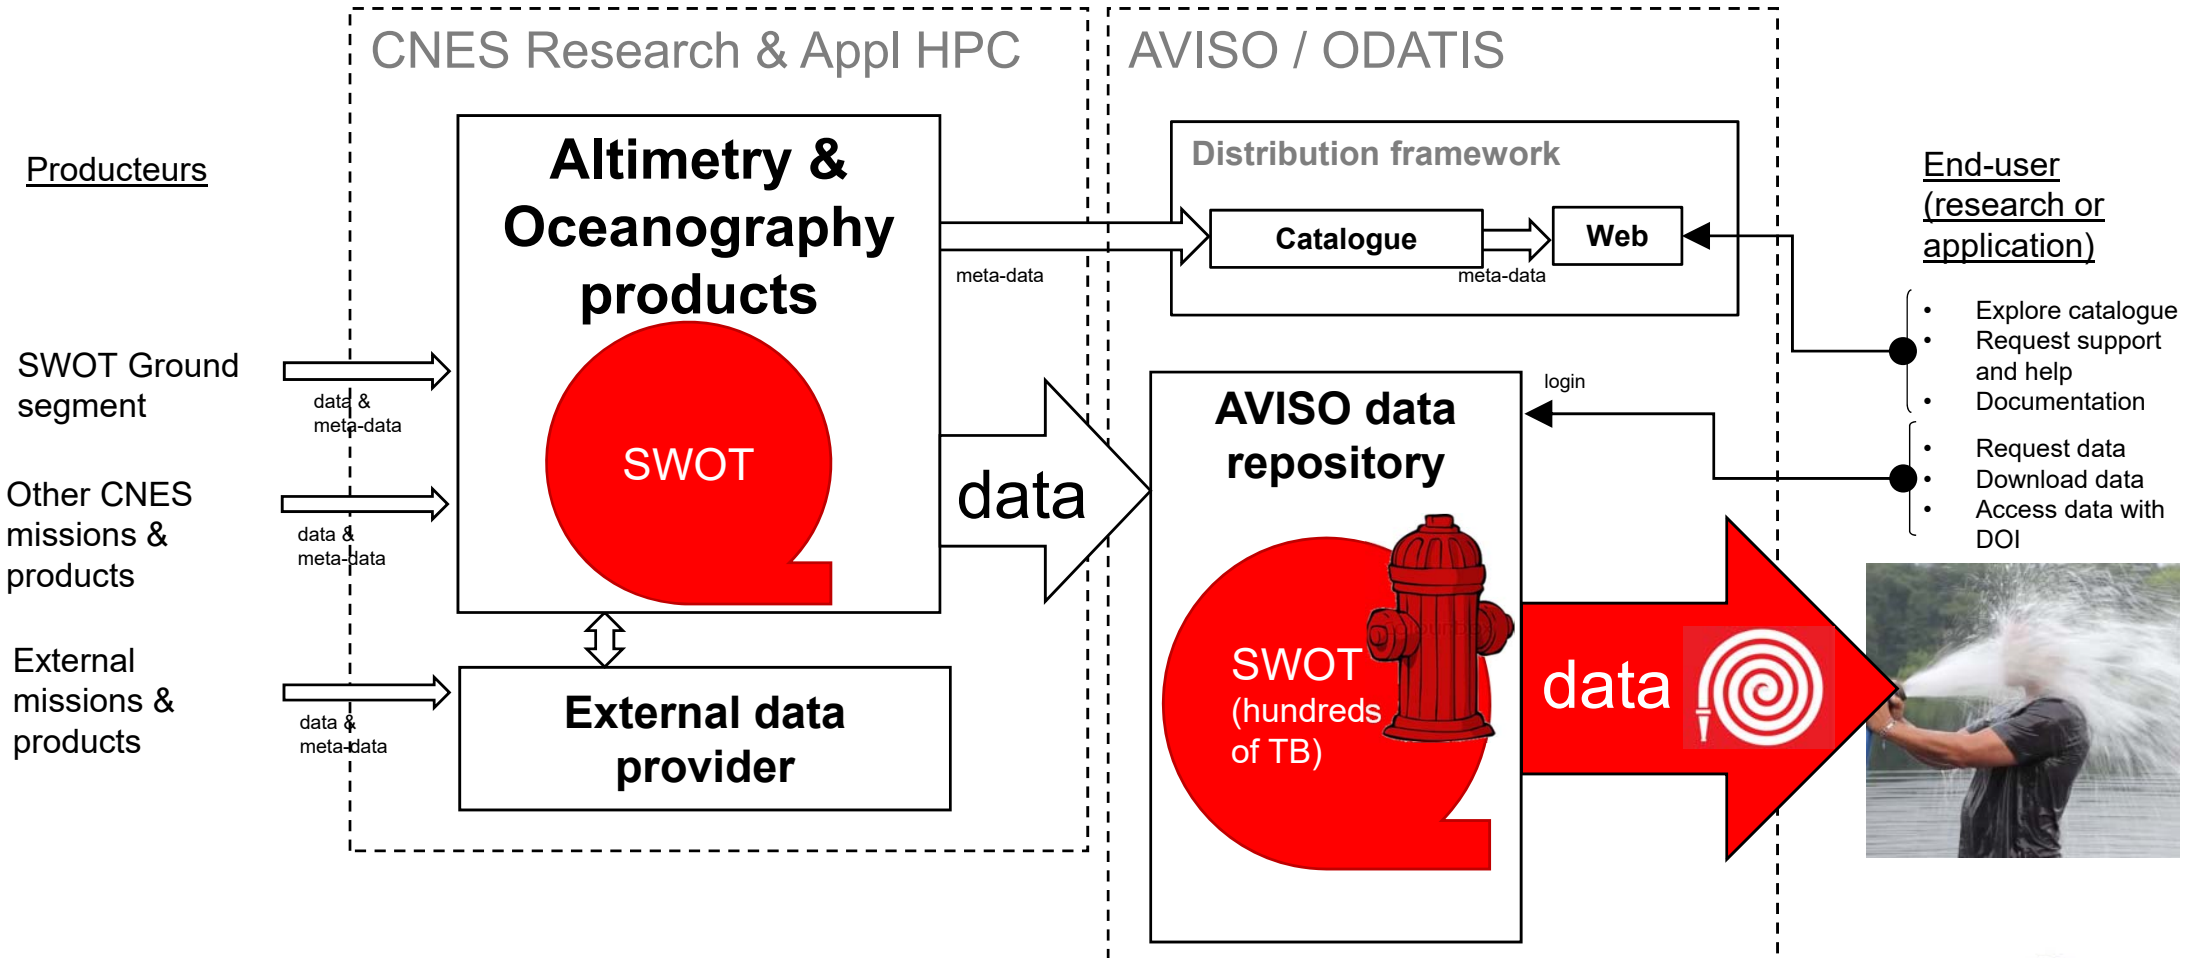 CNES Research & Appl HPC
AVISO / ODATIS
Producteurs
SWOT Ground
segment
Other CNES
missions &
products
External
missions &
products
data &
meta-data
data &
meta-data
data &
meta-data
Altimetry &
Oceanography
products
SWOT
External data
provider
meta-data
data
Distribution framework
Catalogue
meta-data
Web
AVISO data
repository
login
SWOT
(hundreds
of TB)
data
End-user
(research or
application)
• Explore catalogue
• Request support
and help
• Documentation
• Request data
• Download data
• Access data with
DOI